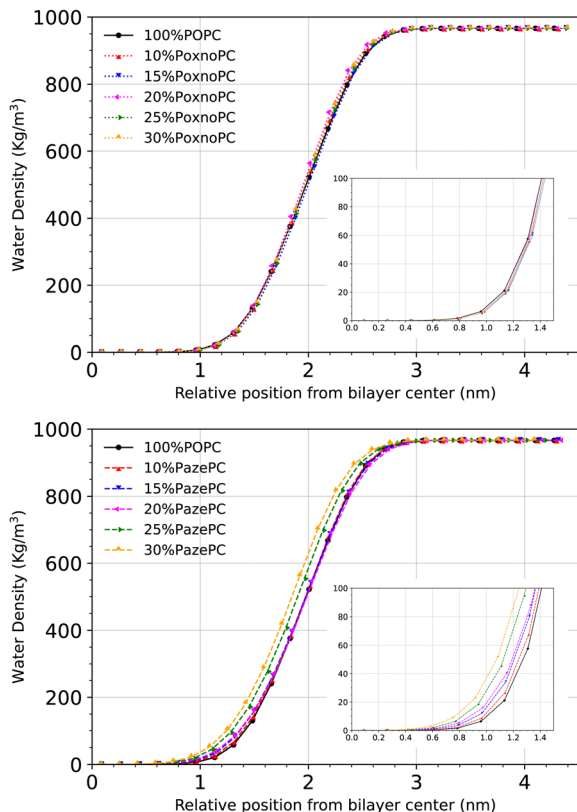 1000
800
600
400
200
0
Water Density (Kg/m³)
100%POPC
10%PoxnoPC
15%PoxnoPC
20%PoxnoPC
25%PoxnoPC
30%PoxnoPC
100
80
60
40
20
0
0.0 0.2 0.4 0.6 0.8 1.0 1.2 1.4
0 1 2 3 4
Relative position from bilayer center (nm)
1000
800
600
400
200
0
Water Density (Kg/m³)
100%POPC
10%PazePC
15%PazePC
20%PazePC
25%PazePC
30%PazePC
100
80
60
40
20
0
0.0 0.2 0.4 0.6 0.8 1.0 1.2 1.4
0 1 2 3 4
Relative position from bilayer center (nm)